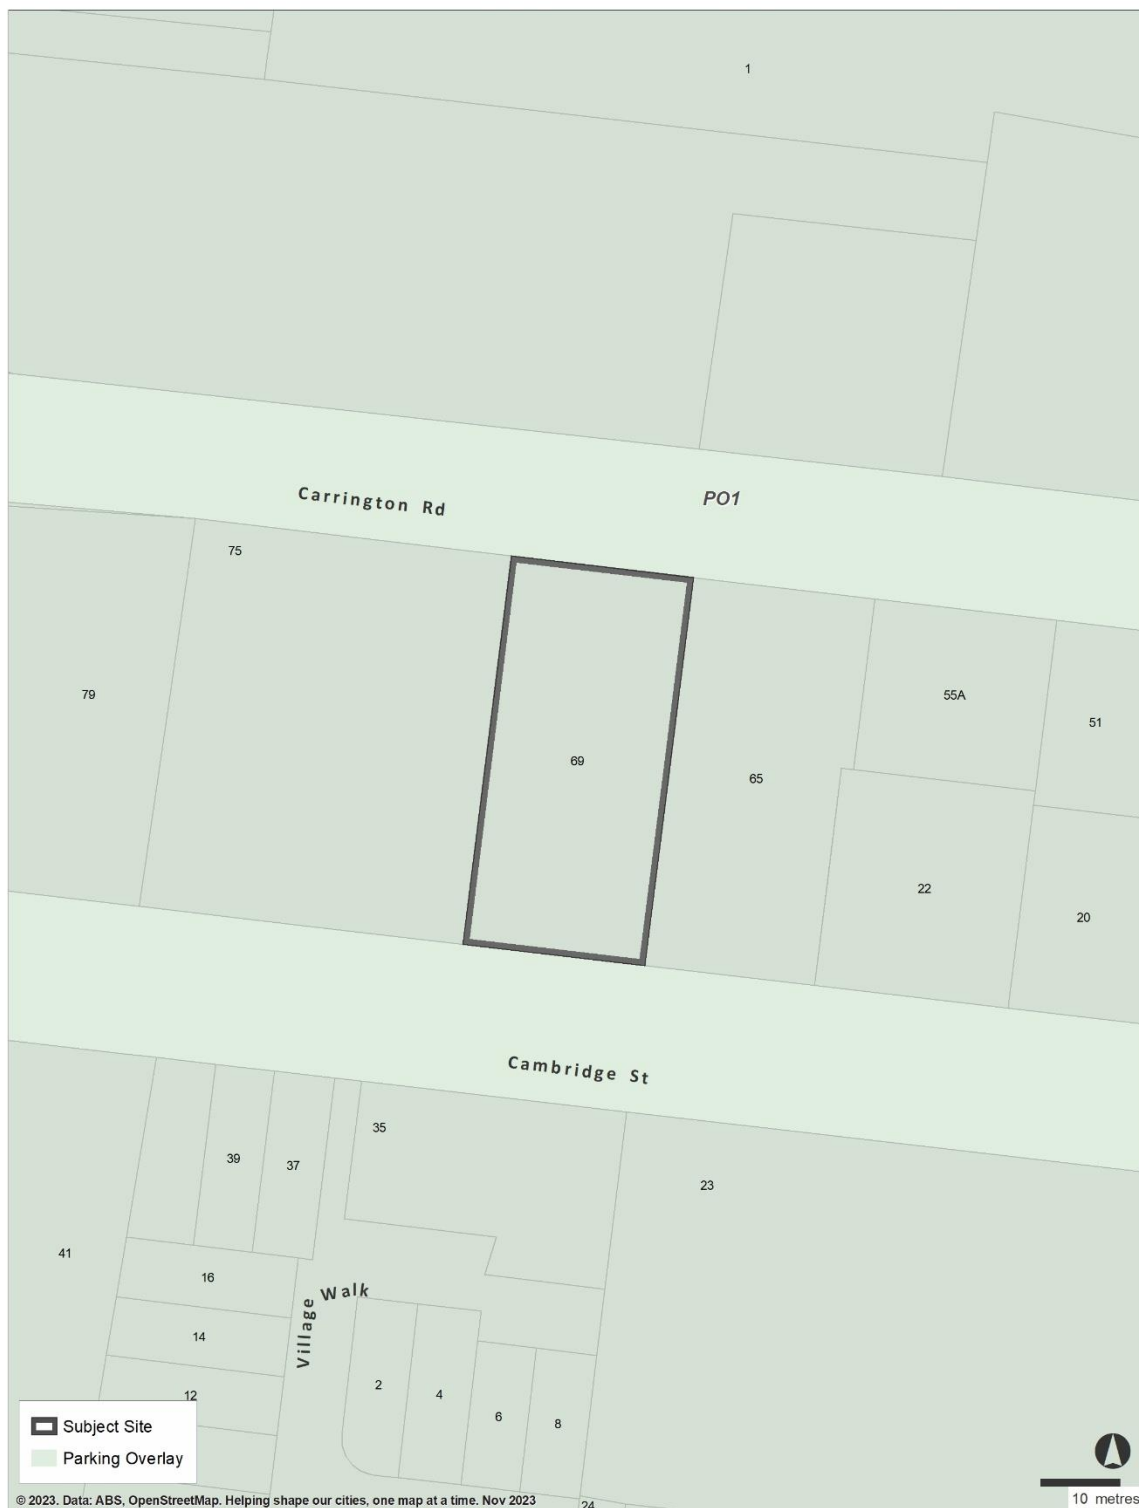 1
Carrington Rd
PO1
75
79
69
65
55A
51
22
20
Cambridge St
35
39
37
23
41
16
Village Walk
14
12
2
4
6
8
24
Subject Site
Parking Overlay
10 metres
© 2023. Data: ABS, OpenStreetMap. Helping shape our cities, one map at a time. Nov 2023